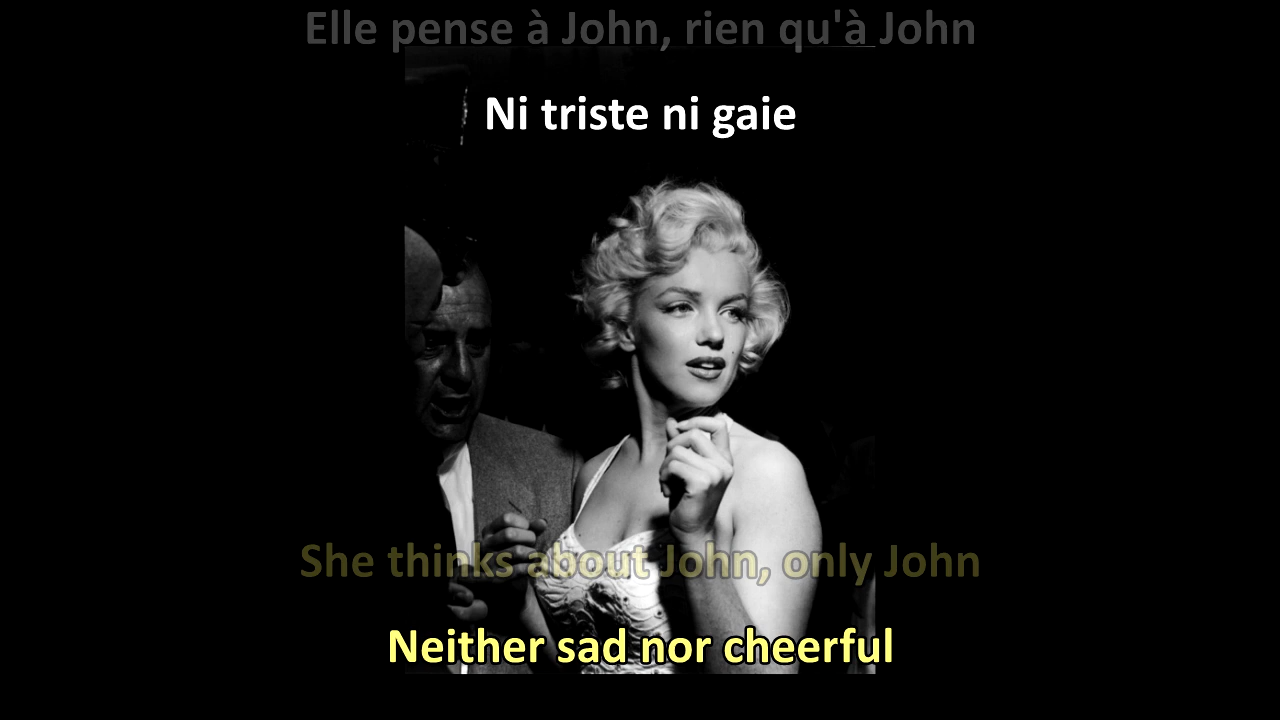 Elle pense à John, rien qu'à John
Ni triste ni gaie
She thinks about John, only John
Neither sad nor cheerful